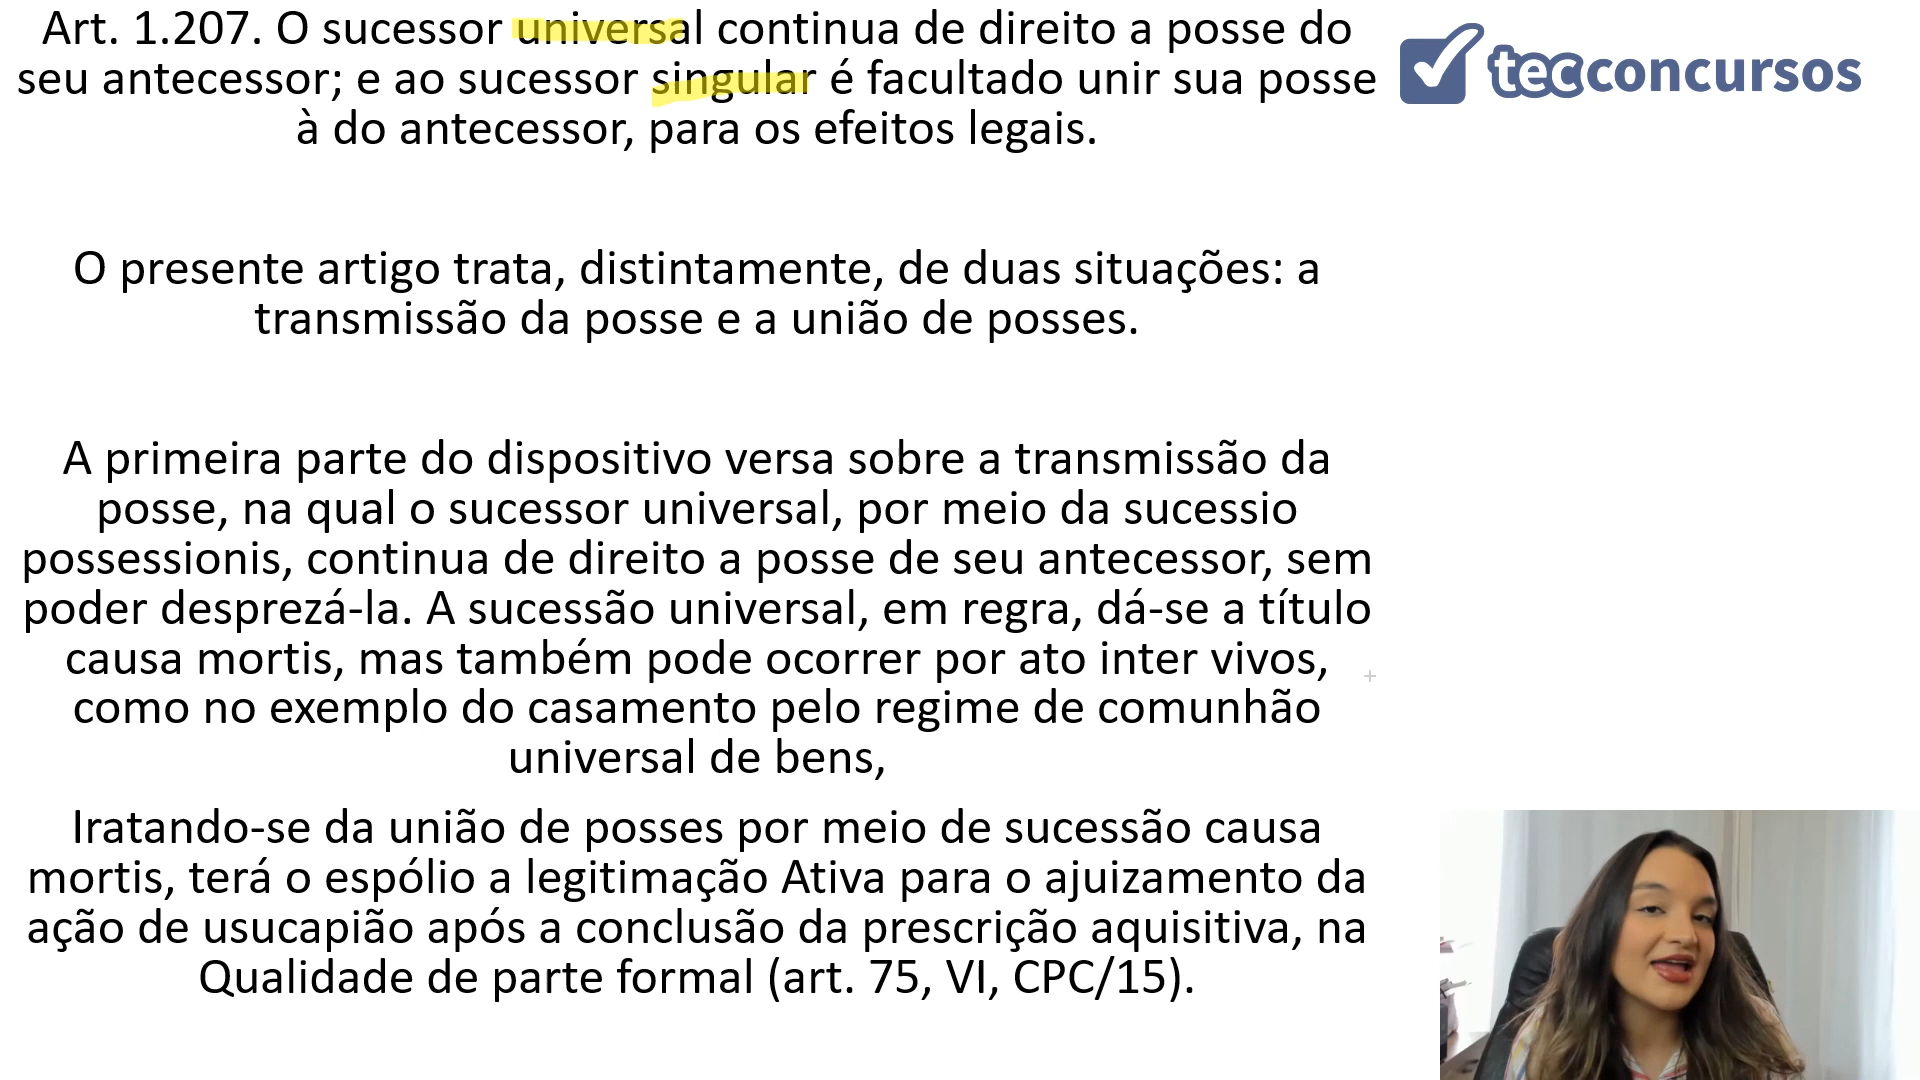 Art. 1.207. O sucessor universal continua de direito a posse do
seu antecessor; e ao sucessor singular é facultado unir sua posse
à do antecessor, para os efeitos legais.
tecconcursos
O presente artigo trata, distintamente, de duas situações: a
transmissão da posse e a união de posses.
A primeira parte do dispositivo versa sobre a transmissão da
posse, na qual o sucessor universal, por meio da sucessio
possessionis, continua de direito a posse de seu antecessor, sem
poder desprezá-la. A sucessão universal, em regra, dá-se a título
causa mortis, mas também pode ocorrer por ato inter vivos,
como no exemplo do casamento pelo regime de comunhão
universal de bens,
Iratando-se da união de posses por meio de sucessão causa
mortis, terá o espólio a legitimação Ativa para o ajuizamento da
ação de usucapião após a conclusão da prescrição aquisitiva, na
Qualidade de parte formal (art. 75, VI, CPC/15).